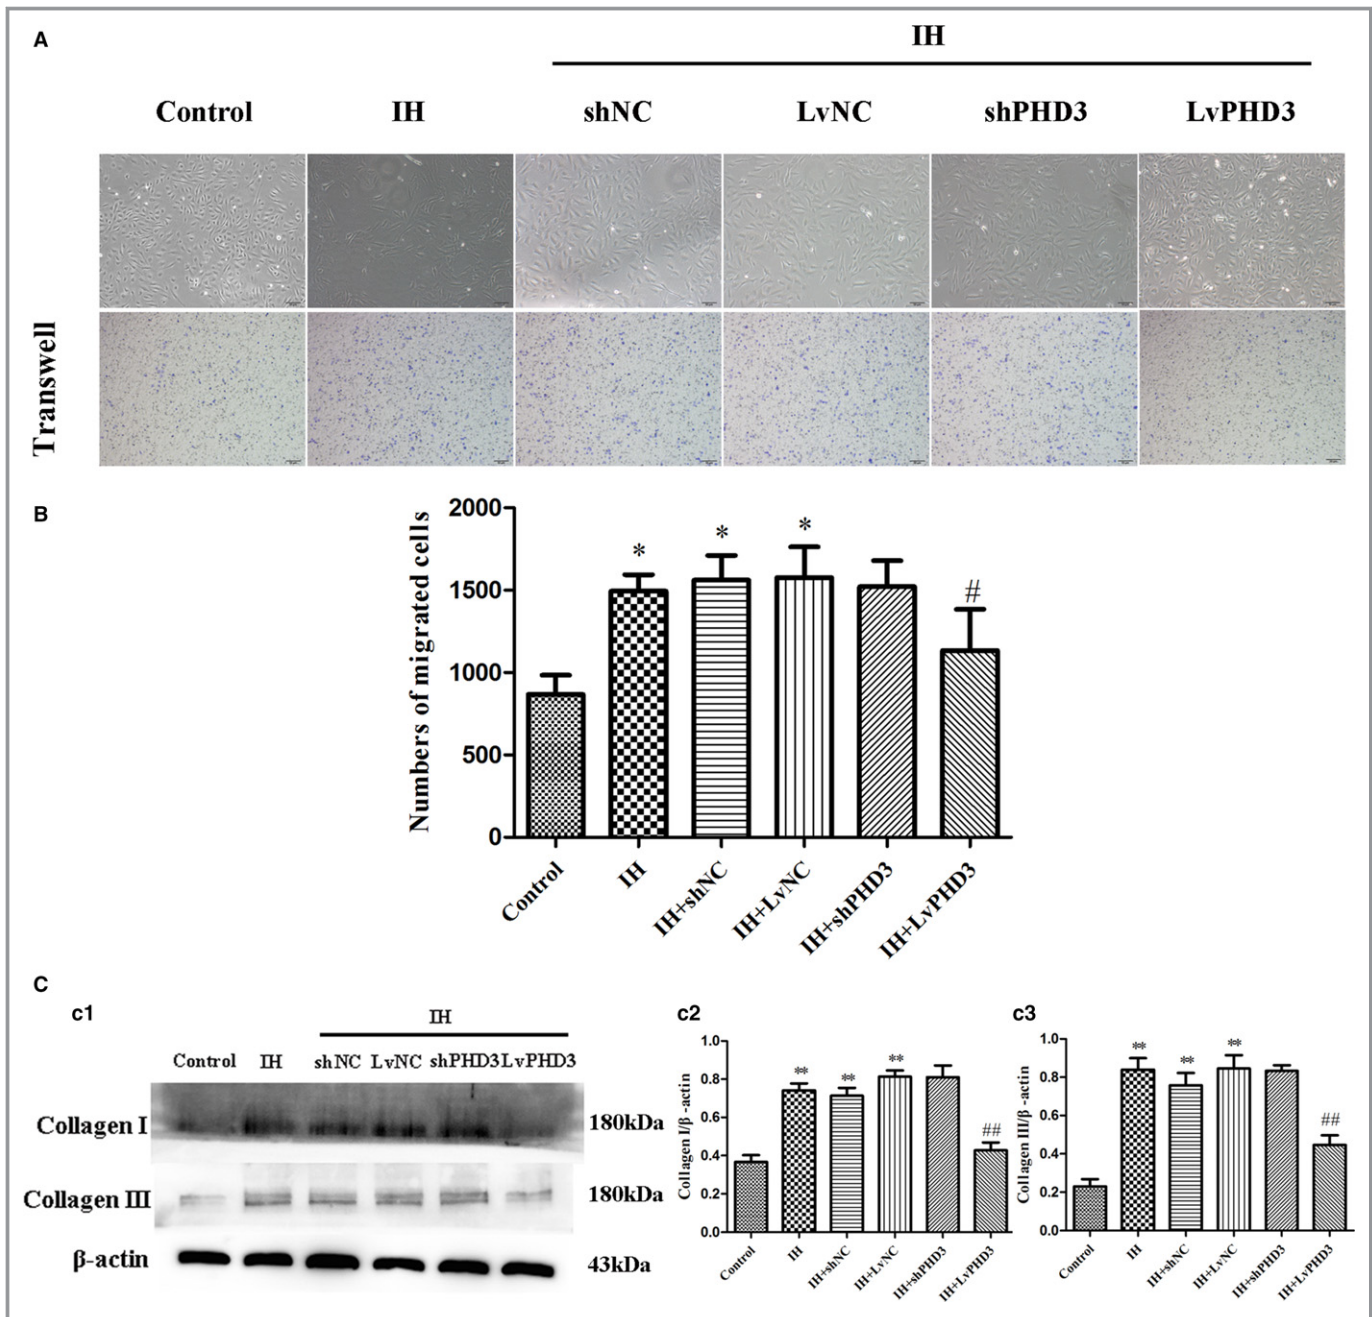 A
IH
Control IH shNC LvNC shPHD3 LvPHD3
Transwell
B
Numbers of migrated cells
2000
1500
1000
500
0
* * * #
Control IH IH+shNC IH+LvNC IH+shPHD3 IH+LvPHD3
C
c1
IH
Control IH shNC LvNC shPHD3 LvPHD3
Collagen I 180kDa
Collagen III 180kDa
β-actin 43kDa
c2
Collagen I/β-actin
1.0
0.8
0.6
0.4
0.2
0.0
** ** ** ##
Control IH IH+shNC IH+LvNC IH+shPHD3 IH+LvPHD3
c3
Collagen III/β-actin
1.0
0.8
0.6
0.4
0.2
0.0
** ** ** ##
Control IH IH+shNC IH+LvNC IH+shPHD3 IH+LvPHD3